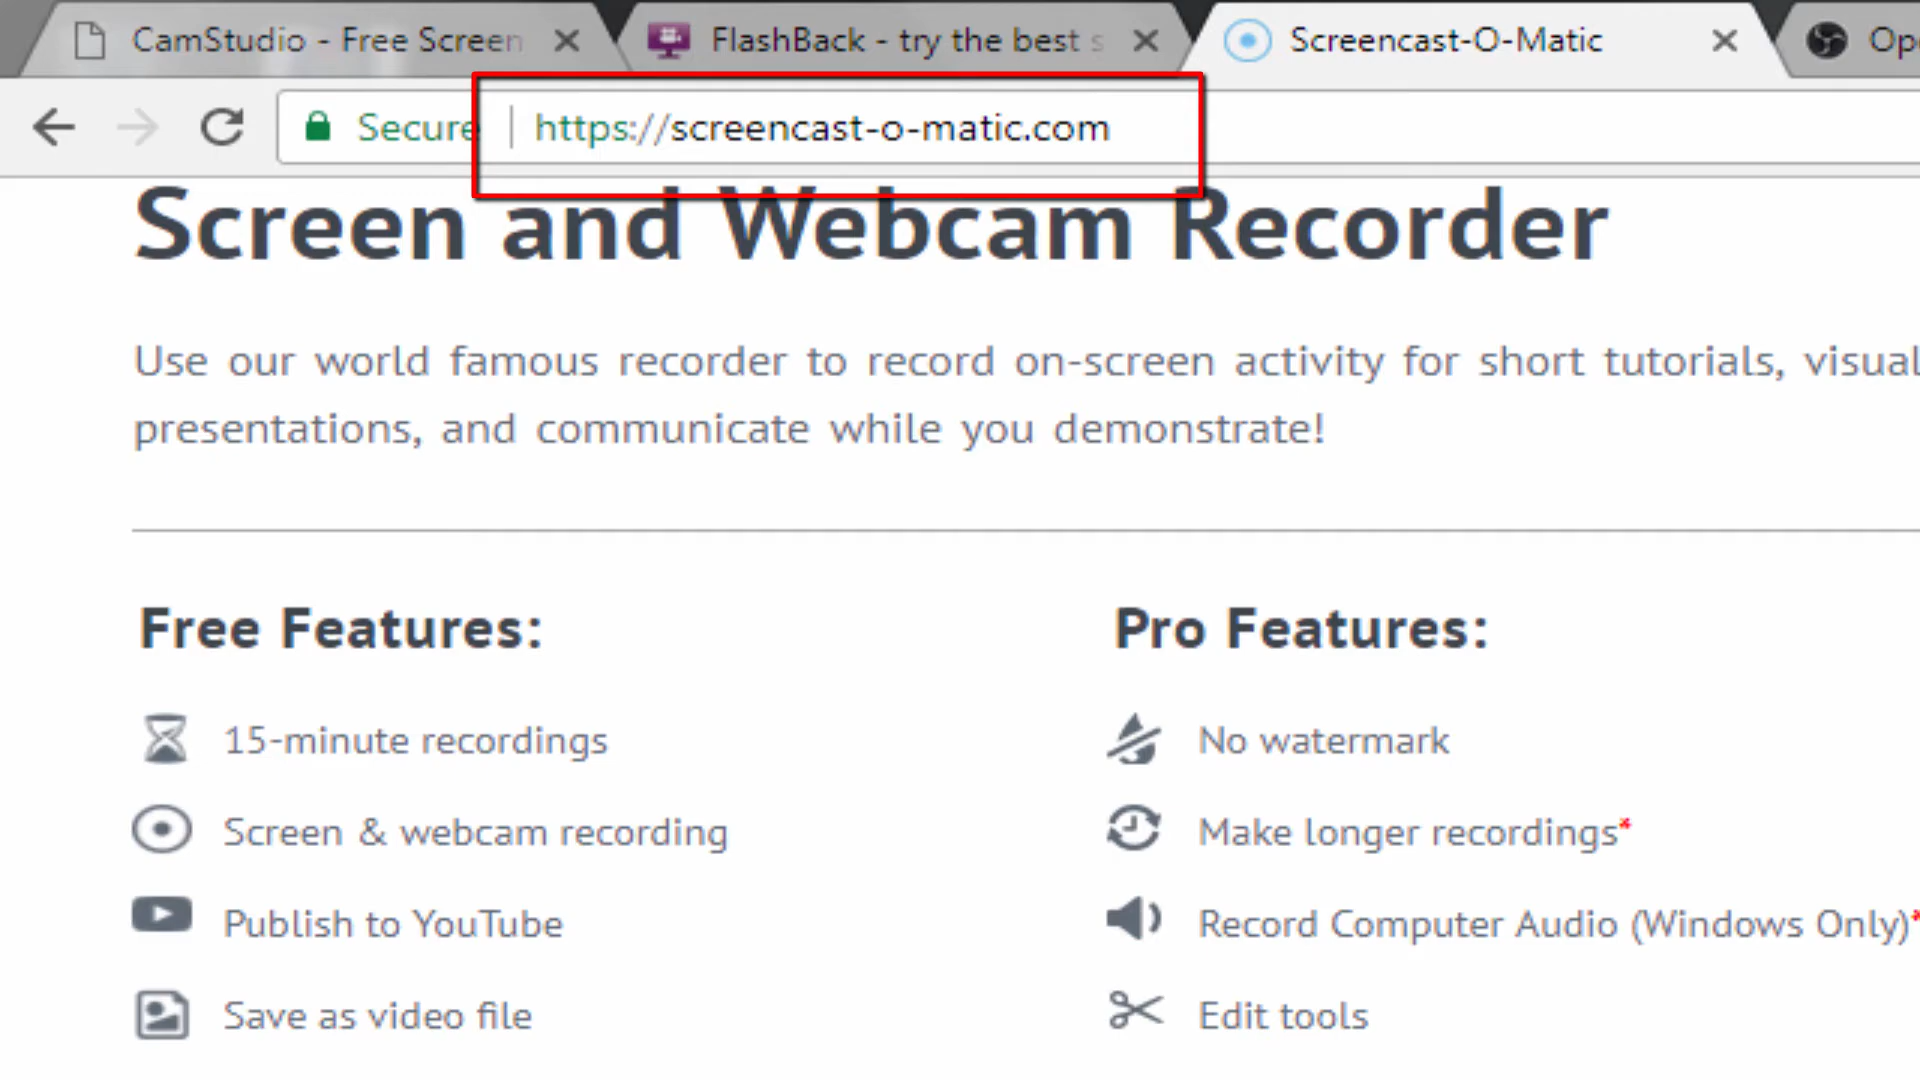 CamStudio - Free Screen
FlashBack - try the best s
Screencast-O-Matic
Ope
Secure
https://screencast-o-matic.com
Screen and Webcam Recorder
Use our world famous recorder to record on-screen activity for short tutorials, visual
presentations, and communicate while you demonstrate!
Free Features:
15-minute recordings
Screen & webcam recording
Publish to YouTube
Save as video file
Pro Features:
No watermark
Make longer recordings*
Record Computer Audio (Windows Only)*
Edit tools